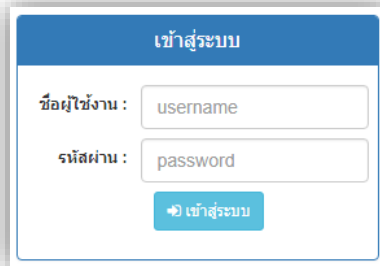 เข้าสู่ระบบ
ชื่อผู้ใช้งาน : username
รหัสผ่าน : password
เข้าสู่ระบบ